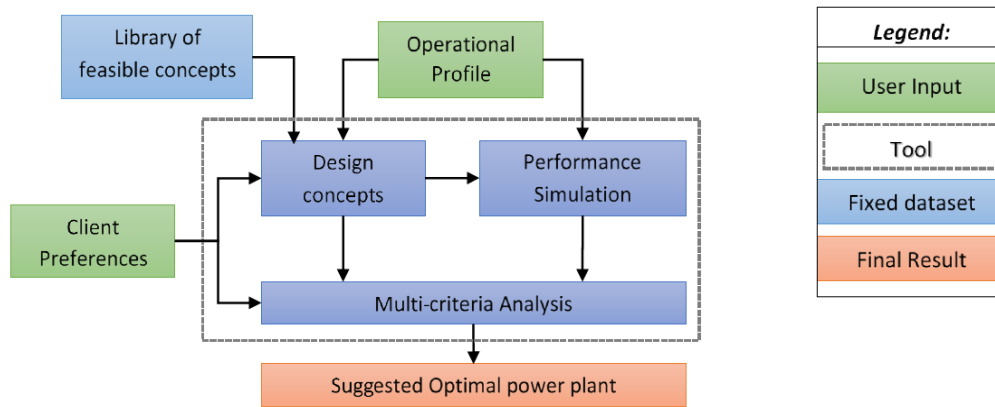 Library of
feasible concepts
Operational
Profile
Design
concepts
Performance
Simulation
Client
Preferences
Multi-criteria Analysis
Suggested Optimal power plant
Legend:
User Input
Tool
Fixed dataset
Final Result